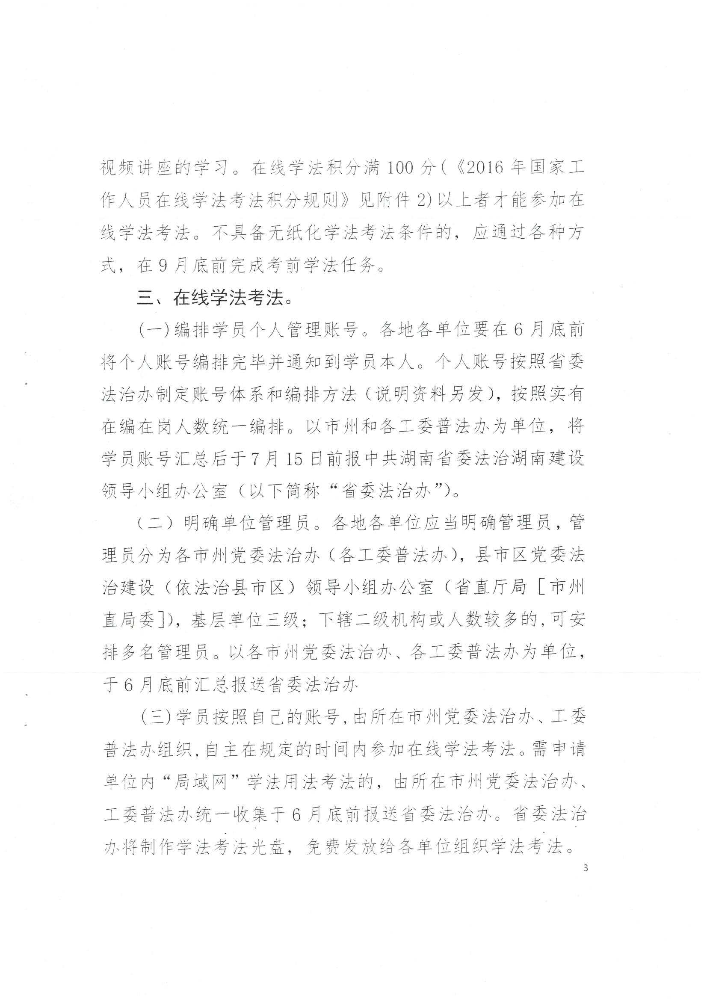 视频讲座的学习。在线学法积分满100分(《2016年国家工
作人员在线学法考法积分规则》见附件2)以上者才能参加在
线学法考法。不具备无纸化学法考法条件的，应通过各种方
式，在9月底前完成考前学法任务。
三、在线学法考法。
(一)编排学员个人管理账号。各地各单位要在6月底前
将个人账号编排完毕并通知到学员本人。个人账号按照省委
法治办制定账号体系和编排方法（说明资料另发），按照实有
在编在岗人数统一编排。以市州和各工委普法办为单位，将
学员账号汇总后于7月15日前报中共湖南省委法治湖南建设
领导小组办公室（以下简称“省委法治办”）。
（二）明确单位管理员。各地各单位应当明确管理员，管
理员分为各市州党委法治办（各工委普法办），县市区党委法
治建设（依法治县市区）领导小组办公室（省直厅局［市州
直局委］），基层单位三级；下辖二级机构或人数较多的,可安
排多名管理员。以各市州党委法治办、各工委普法办为单位，
于6月底前汇总报送省委法治办
(三)学员按照自己的账号,由所在市州党委法治办、工委
普法办组织,自主在规定的时间内参加在线学法考法。需申请
单位内“局域网”学法用法考法的，由所在市州党委法治办、
工委普法办统一收集于6月底前报送省委法治办。省委法治
办将制作学法考法光盘，免费发放给各单位组织学法考法。
3